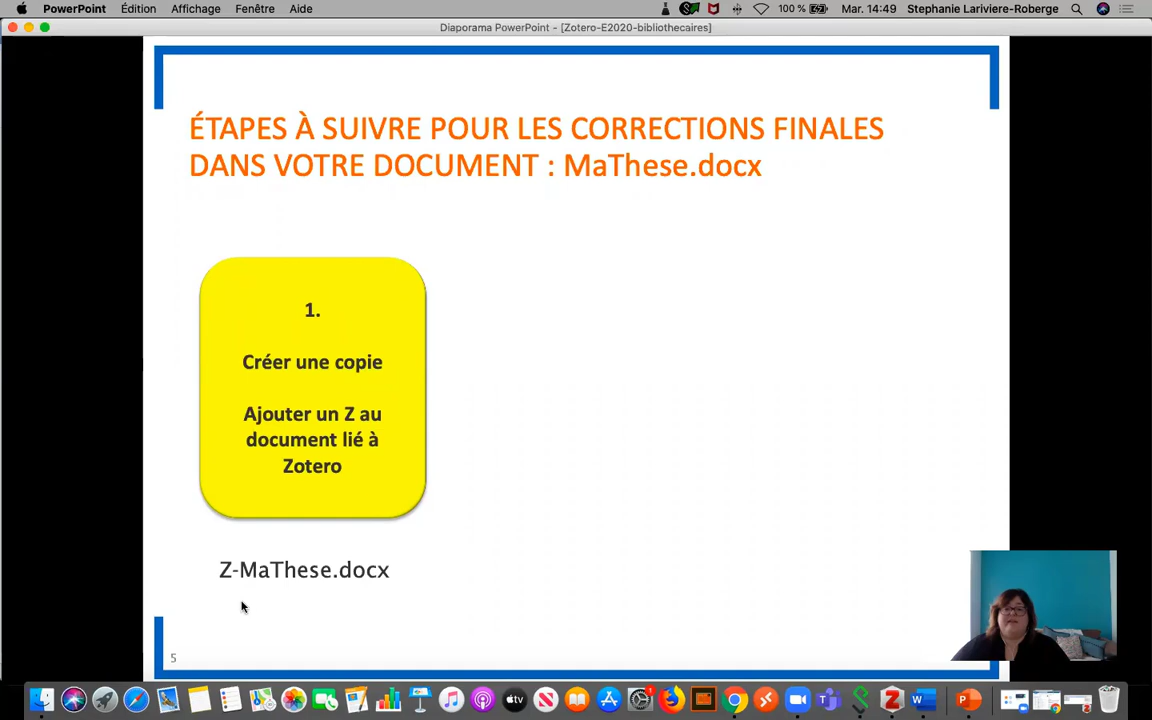 PowerPoint Édition Affichage Fenêtre Aide 100 % Mar. 14:49 Stephanie Lariviere-Roberge
Diaporama PowerPoint - [Zotero-E2020-bibliothecaires]
ÉTAPES À SUIVRE POUR LES CORRECTIONS FINALES
DANS VOTRE DOCUMENT : MaThese.docx
1.
Créer une copie
Ajouter un Z au
document lié à
Zotero
Z-MaThese.docx
5